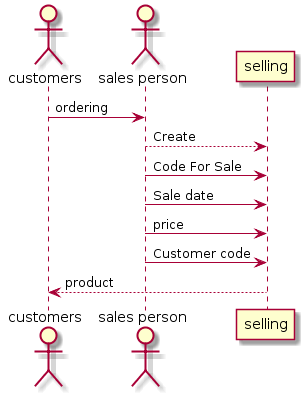 customers
sales person
selling
ordering
Create
Code For Sale
Sale date
price
Customer code
product
customers
sales person
selling